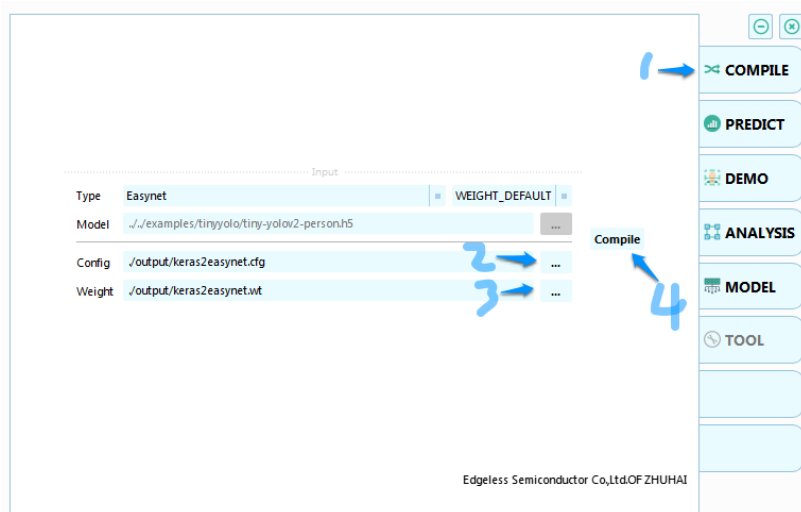 1
COMPILE
PREDICT
Input
DEMO
Type Easynet WEIGHT_DEFAULT
Model ../../examples/tinyyolo/tiny-yolov2-person.h5 ...
ANALYSIS
Compile
Config ./output/keras2easynet.cfg 2 ...
MODEL
Weight ./output/keras2easynet.wt 3 ...
4
TOOL
Edgeless Semiconductor Co,Ltd.OF ZHUHAI